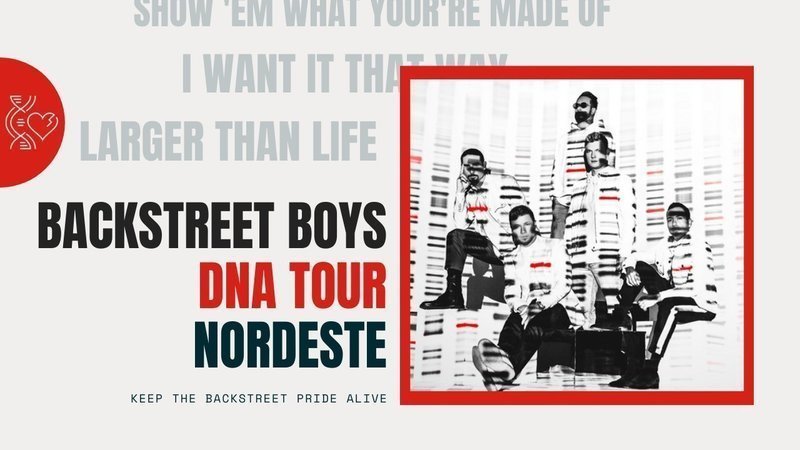 SHOW 'EM WHAT YOUR'RE MADE OF
I WANT IT THAT WAY
LARGER THAN LIFE
BACKSTREET BOYS
DNA TOUR
NORDESTE
KEEP THE BACKSTREET PRIDE ALIVE